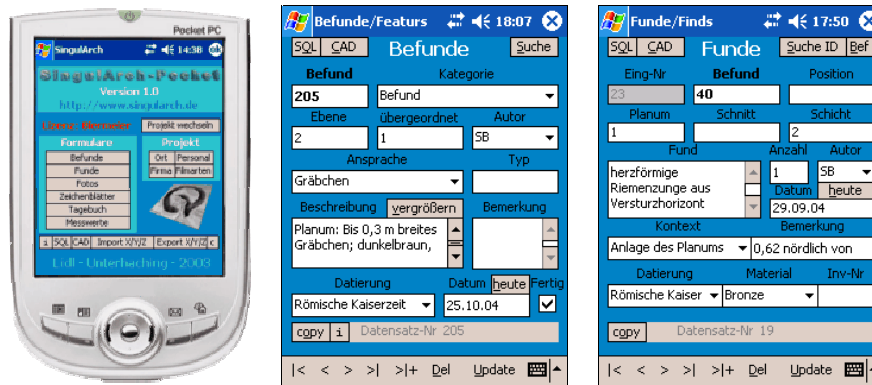 Pocket PC
SingulArch 14:38 ok
SingulArch-Pocket
Version 1.0
http://www.singularch.de
Projekt wechseln
Formulare Projekt
Befunde Ort Personal
Funde Firma Filmarten
Fotos
Zeichenblätter
Tagebuch
Messwerte
i SQL CAD Import X/Y/Z Export X/Y/Z c
Lidl - Unterhaching - 2003
Befunde/Featurs 18:07
SQL CAD Befunde Suche
Befund Kategorie
205 Befund
Ebene übergeordnet Autor
2 1 SB
Ansprache Typ
Gräbchen
Beschreibung vergrößern Bemerkung
Planum: Bis 0,3 m breites
Gräbchen; dunkelbraun,
Datierung Datum heute Fertig
Römische Kaiserzeit 25.10.04
copy i Datensatz-Nr 205
|< < > >| >|+ Del Update
Funde/Finds 17:50
SQL CAD Funde Suche ID Bef
Eing-Nr Befund Position
23 40
Planum Schnitt Schicht
1 2
Fund Anzahl Autor
herzförmige 1 SB
Riemenzunge aus Datum heute
Versturzhorizont 29.09.04
Kontext Bemerkung
Anlage des Planums 0,62 nördlich von
Datierung Material Inv-Nr
Römische Kaiser Bronze
copy Datensatz-Nr 19
|< < > >| >|+ Del Update